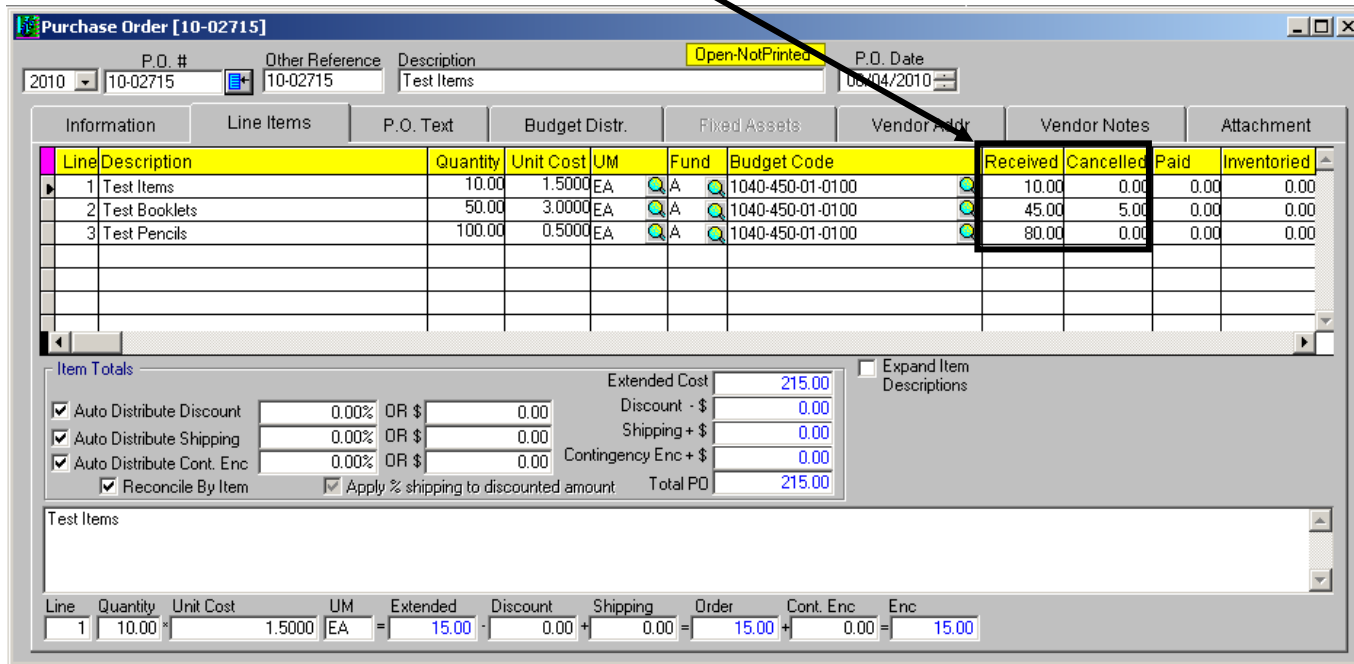 Purchase Order [10-02715]
P.O. # Other Reference Description Open-NotPrinted P.O. Date
2010 10-02715 10-02715 Test Items 08/04/2010
Information Line Items P.O. Text Budget Distr. Fixed Assets Vendor Addr Vendor Notes Attachment
Line Description Quantity Unit Cost UM Fund Budget Code Received Cancelled Paid Inventoried
1 Test Items 10.00 1.5000 EA A 1040-450-01-0100 10.00 0.00 0.00 0.00
2 Test Booklets 50.00 3.0000 EA A 1040-450-01-0100 45.00 5.00 0.00 0.00
3 Test Pencils 100.00 0.5000 EA A 1040-450-01-0100 80.00 0.00 0.00 0.00
Item Totals
Extended Cost 215.00
Expand Item Descriptions
Auto Distribute Discount 0.00% OR $ 0.00 Discount - $ 0.00
Auto Distribute Shipping 0.00% OR $ 0.00 Shipping + $ 0.00
Auto Distribute Cont. Enc 0.00% OR $ 0.00 Contingency Enc + $ 0.00
Reconcile By Item Apply % shipping to discounted amount Total PO 215.00
Test Items
Line Quantity Unit Cost UM Extended Discount Shipping Order Cont. Enc Enc
1 10.00 * 1.5000 EA = 15.00 - 0.00 + 0.00 = 15.00 + 0.00 = 15.00